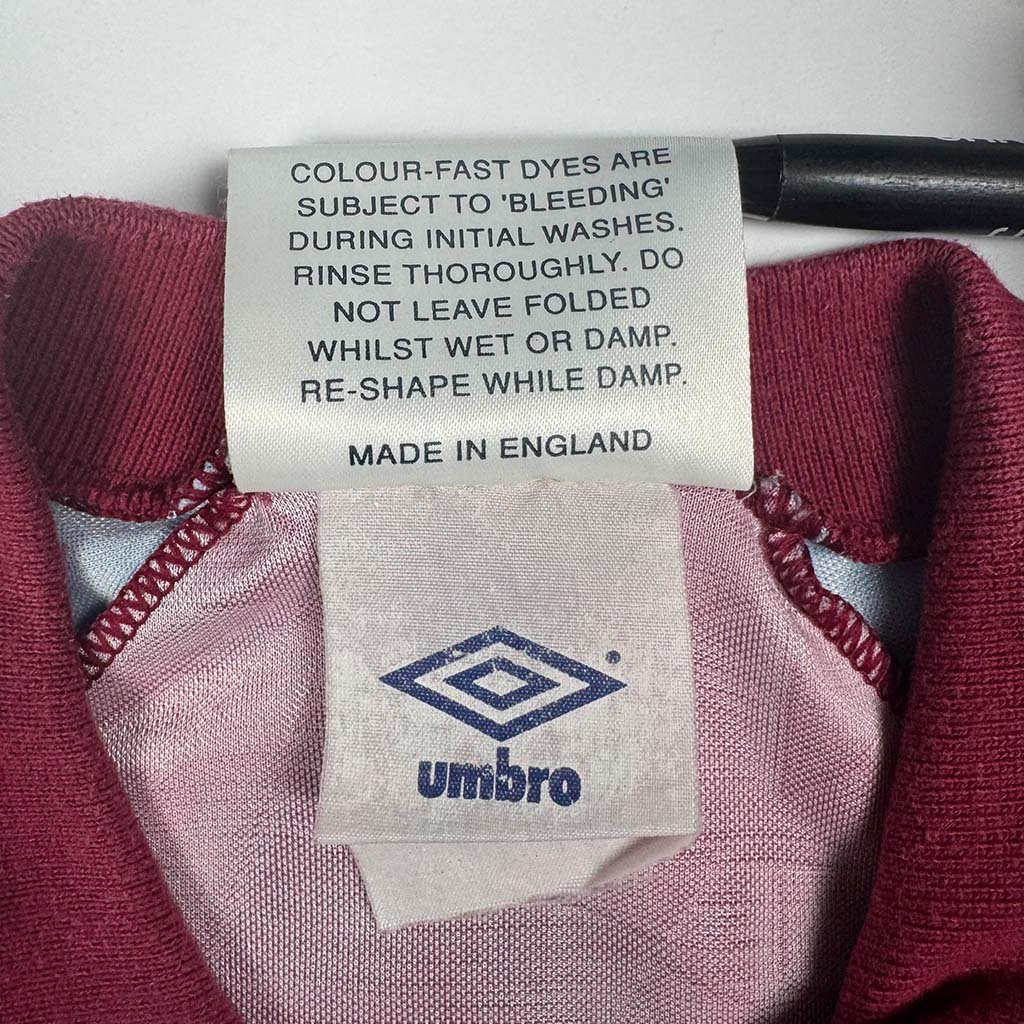 COLOUR-FAST DYES ARE
SUBJECT TO 'BLEEDING'
DURING INITIAL WASHES.
RINSE THOROUGHLY. DO
NOT LEAVE FOLDED
WHILST WET OR DAMP.
RE-SHAPE WHILE DAMP.
MADE IN ENGLAND
®
umbro